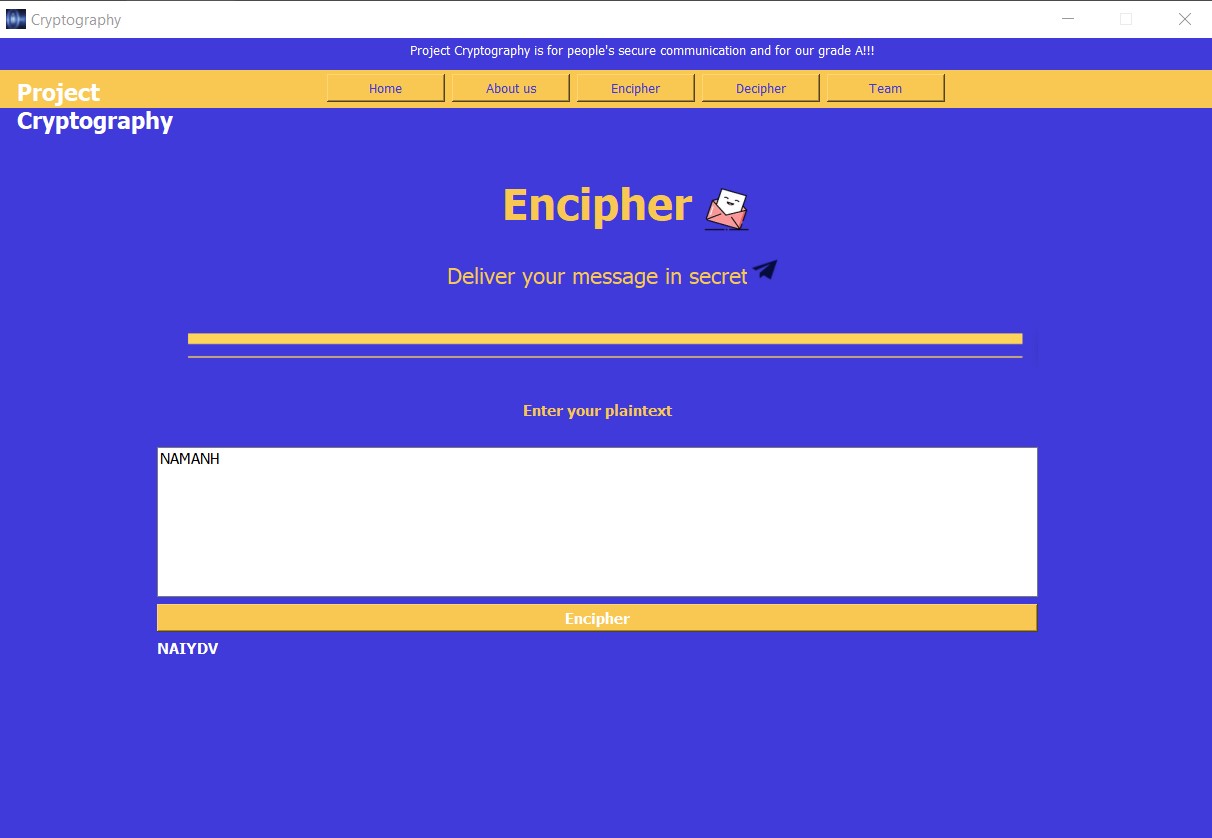 Cryptography
Project Cryptography is for people's secure communication and for our grade A!!!
Project
Cryptography
Home
About us
Encipher
Decipher
Team
Encipher
Deliver your message in secret
Enter your plaintext
NAMANH
Encipher
NAIYDV